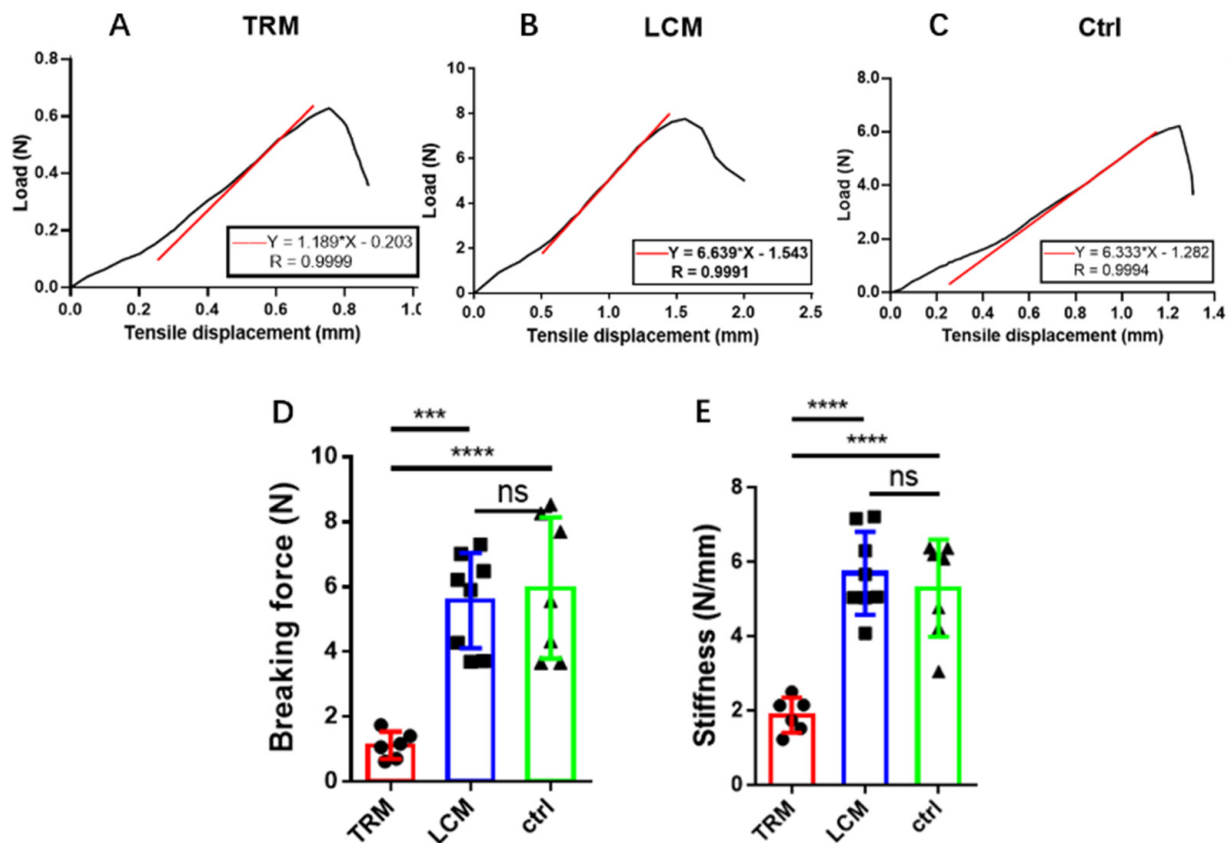 A TRM
B LCM
C Ctrl
0.8
0.6
0.4
0.2
0.0
Load (N)
0.0 0.2 0.4 0.6 0.8 1.0
Tensile displacement (mm)
Y = 1.189*X - 0.203
R = 0.9999
10
8
6
4
2
0
Load (N)
0.0 0.5 1.0 1.5 2.0 2.5
Tensile displacement (mm)
Y = 6.639*X - 1.543
R = 0.9991
8.0
6.0
4.0
2.0
0.0
Load (N)
0.0 0.2 0.4 0.6 0.8 1.0 1.2 1.4
Tensile displacement (mm)
Y = 6.333*X - 1.282
R = 0.9994
D
***
****
ns
10
8
6
4
2
0
Breaking force (N)
TRM LCM ctrl
E
****
****
ns
8
6
4
2
0
Stiffness (N/mm)
TRM LCM ctrl